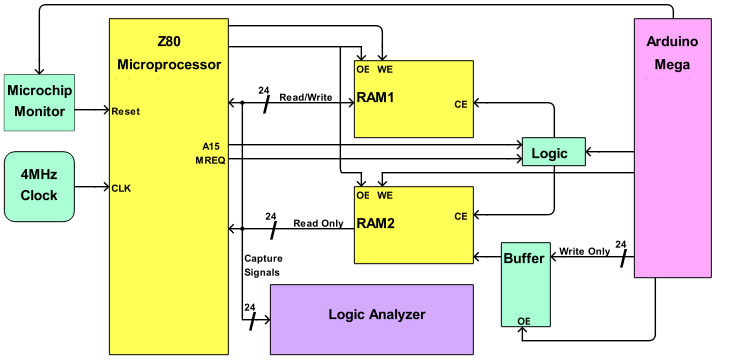 Z80
Microprocessor
Arduino
Mega
Microchip
Monitor
Reset
OE WE
RAM1
CE
24
Read/Write
A15
MREQ
Logic
4MHz
Clock
CLK
OE WE
RAM2
CE
24
Read Only
Buffer
Write Only
24
OE
Capture
Signals
24
Logic Analyzer